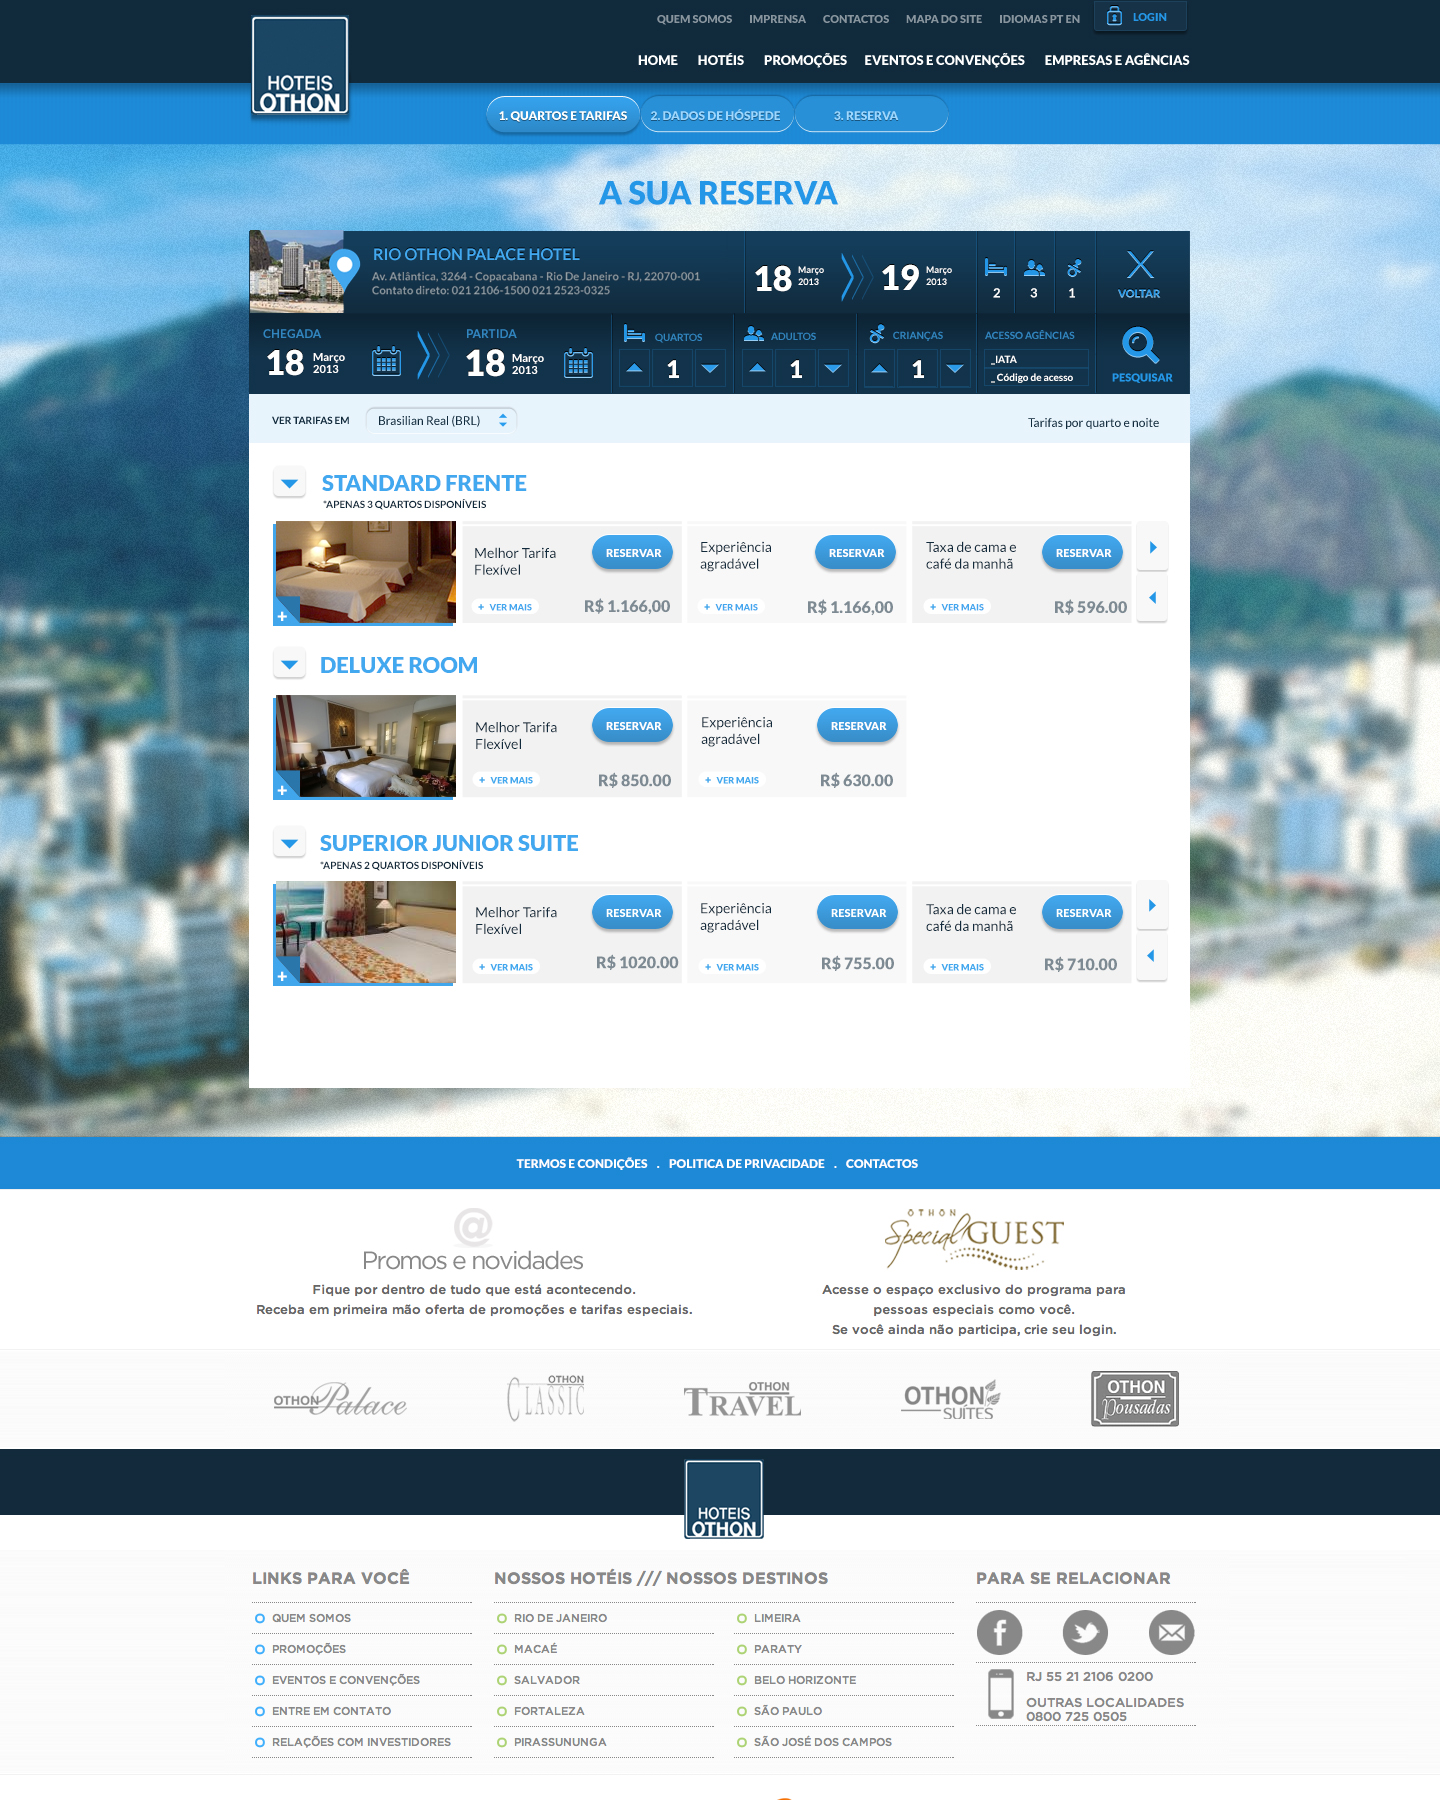 QUEM SOMOS IMPRENSA CONTACTOS MAPA DO SITE IDIOMAS PT EN LOGIN
HOME HOTÉIS PROMOÇÕES EVENTOS E CONVENÇÕES EMPRESAS E AGÊNCIAS
HOTEIS
OTHON
1. QUARTOS E TARIFAS 2. DADOS DE HÓSPEDE 3. RESERVA
A SUA RESERVA
RIO OTHON PALACE HOTEL
Av. Atlântica, 3264 - Copacabana - Rio De Janeiro - RJ, 22070-001
Contato direto: 021 2106-1500 021 2523-0325
18 Março 2013 19 Março 2013
2 3 1
VOLTAR
CHEGADA
18 Março 2013
PARTIDA
18 Março 2013
QUARTOS
1
ADULTOS
1
CRIANÇAS
1
ACESSO AGÊNCIAS
_IATA
_ Código de acesso
PESQUISAR
VER TARIFAS EM Brasilian Real (BRL) Tarifas por quarto e noite
STANDARD FRENTE
*APENAS 3 QUARTOS DISPONÍVEIS
Melhor Tarifa
Flexível
RESERVAR
+ VER MAIS R$ 1.166,00
Experiência
agradável
RESERVAR
+ VER MAIS R$ 1.166,00
Taxa de cama e
café da manhã
RESERVAR
+ VER MAIS R$ 596.00
DELUXE ROOM
Melhor Tarifa
Flexível
RESERVAR
+ VER MAIS R$ 850.00
Experiência
agradável
RESERVAR
+ VER MAIS R$ 630.00
SUPERIOR JUNIOR SUITE
*APENAS 2 QUARTOS DISPONÍVEIS
Melhor Tarifa
Flexível
RESERVAR
+ VER MAIS R$ 1020.00
Experiência
agradável
RESERVAR
+ VER MAIS R$ 755.00
Taxa de cama e
café da manhã
RESERVAR
+ VER MAIS R$ 710.00
TERMOS E CONDIÇÕES . POLITICA DE PRIVACIDADE . CONTACTOS
@
Promos e novidades
Fique por dentro de tudo que está acontecendo.
Receba em primeira mão oferta de promoções e tarifas especiais.
OTHON
Special GUEST
Acesse o espaço exclusivo do programa para
pessoas especiais como você.
Se você ainda não participa, crie seu login.
OTHON Palace
OTHON
CLASSIC
OTHON
TRAVEL
OTHON
SUÍTES
OTHON
Pousadas
HOTEIS
OTHON
LINKS PARA VOCÊ
QUEM SOMOS
PROMOÇÕES
EVENTOS E CONVENÇÕES
ENTRE EM CONTATO
RELAÇÕES COM INVESTIDORES
NOSSOS HOTÉIS /// NOSSOS DESTINOS
RIO DE JANEIRO
MACAÉ
SALVADOR
FORTALEZA
PIRASSUNUNGA
LIMEIRA
PARATY
BELO HORIZONTE
SÃO PAULO
SÃO JOSÉ DOS CAMPOS
PARA SE RELACIONAR
RJ 55 21 2106 0200
OUTRAS LOCALIDADES
0800 725 0505